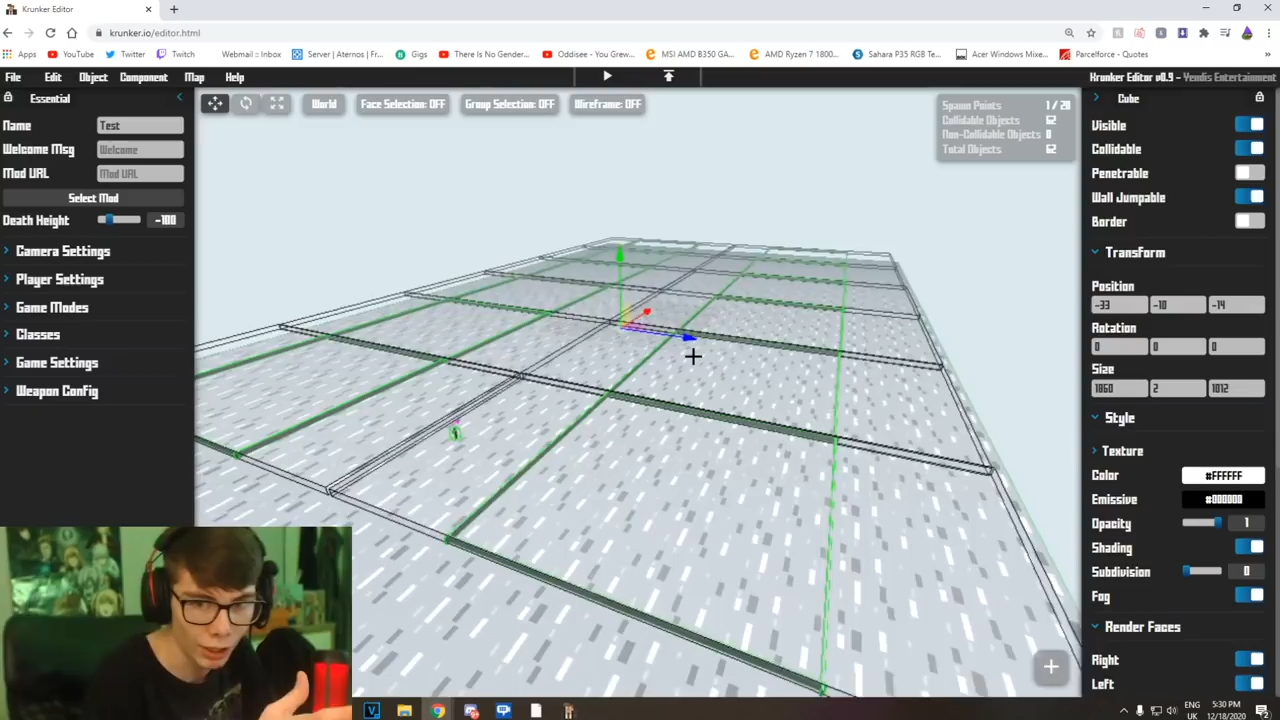 Krunker Editor
krunker.io/editor.html
Apps
YouTube
Twitter
Twitch
Webmail :: Inbox
Server | Aternos | Fr...
Gigs
There Is No Gender...
Oddisee - You Grew...
MSI AMD B350 GA...
AMD Ryzen 7 1800...
Sahara P35 RGB Te...
Acer Windows Mixe...
Parcelforce - Quotes
File
Edit
Object
Component
Map
Help
Krunker Editor v0.9 - Yendis Entertainment
Essential
Name
Test
Welcome Msg
Welcome
Mod URL
Mod URL
Select Mod
Death Height
-100
Camera Settings
Player Settings
Game Modes
Classes
Game Settings
Weapon Config
World
Face Selection: OFF
Group Selection: OFF
Wireframe: OFF
Spawn Points 1/20
Collidable Objects 62
Non-Collidable Objects 0
Total Objects 62
Cube
Visible
Collidable
Penetrable
Wall Jumpable
Border
Transform
Position
-33
-10
-14
Rotation
0
0
0
Size
1860
2
1012
Style
Texture
Color
#FFFFFF
Emissive
#000000
Opacity
1
Shading
Subdivision
0
Fog
Render Faces
Right
Left
ENG
UK
5:30 PM
12/18/2020